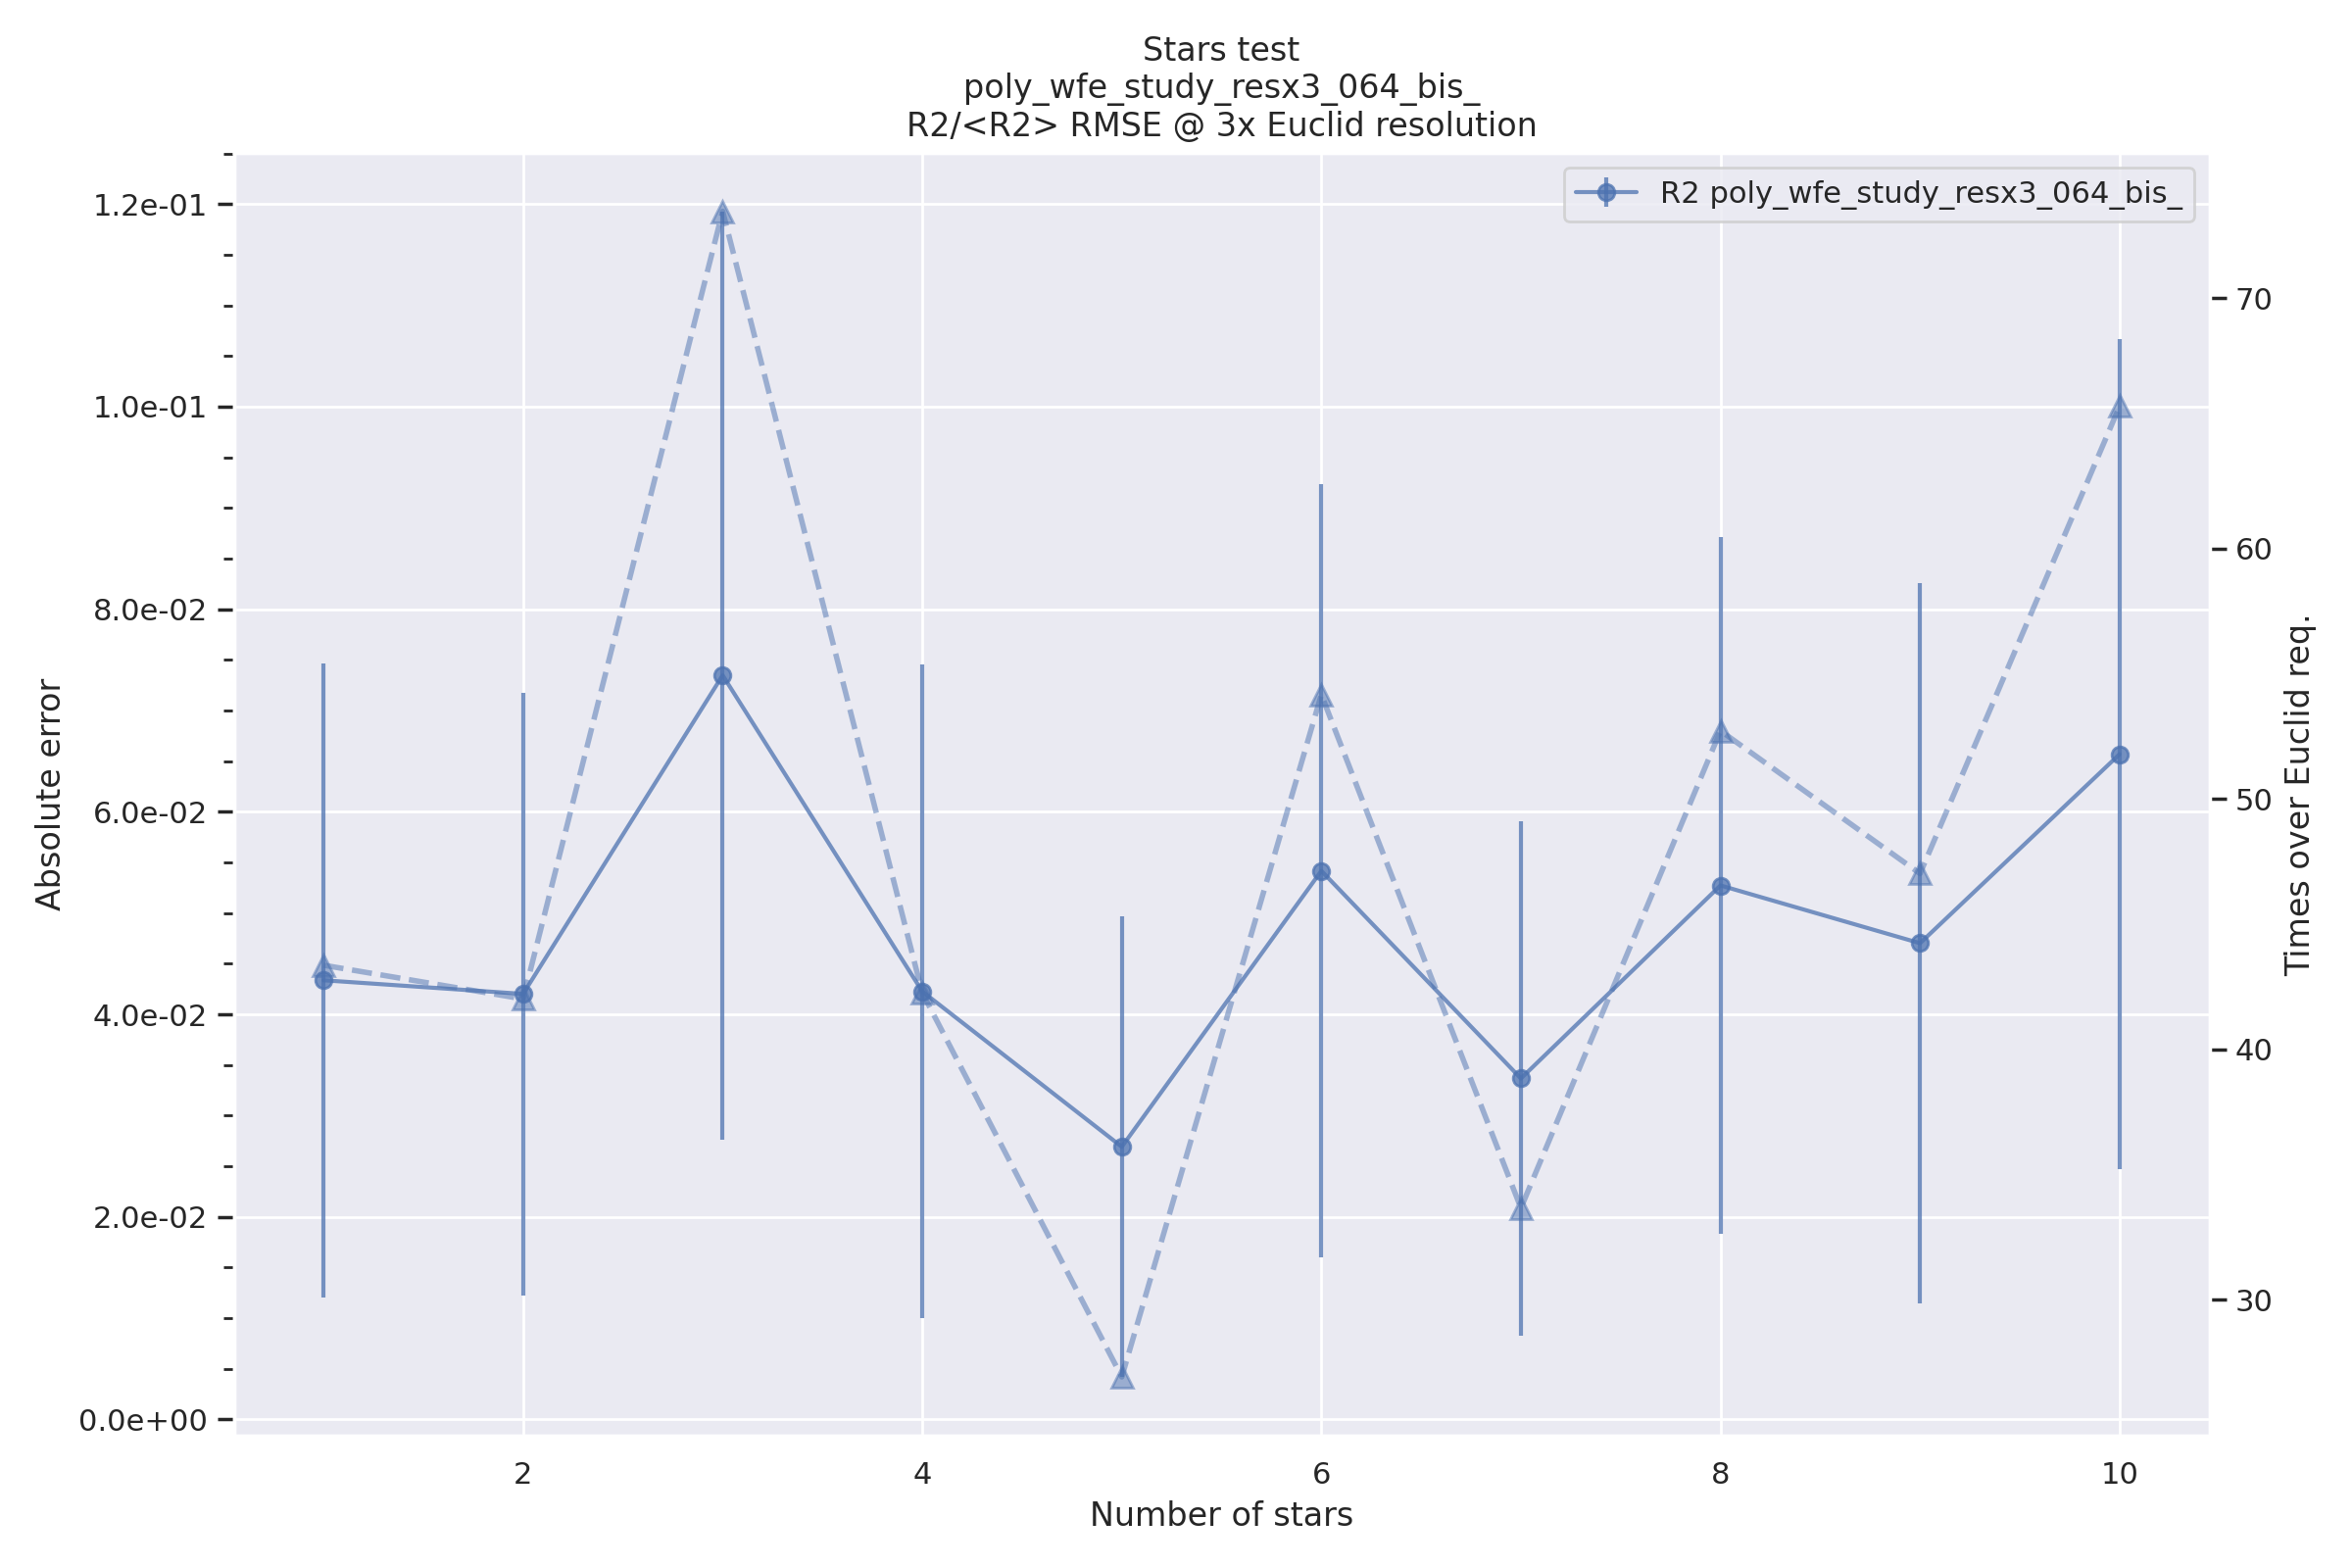 Stars test
poly_wfe_study_resx3_064_bis_
R2/<R2> RMSE @ 3x Euclid resolution
R2 poly_wfe_study_resx3_064_bis_
Absolute error
1.2e-01
1.0e-01
8.0e-02
6.0e-02
4.0e-02
2.0e-02
0.0e+00
70
60
50
40
30
Times over Euclid req.
2 4 6 8 10
Number of stars